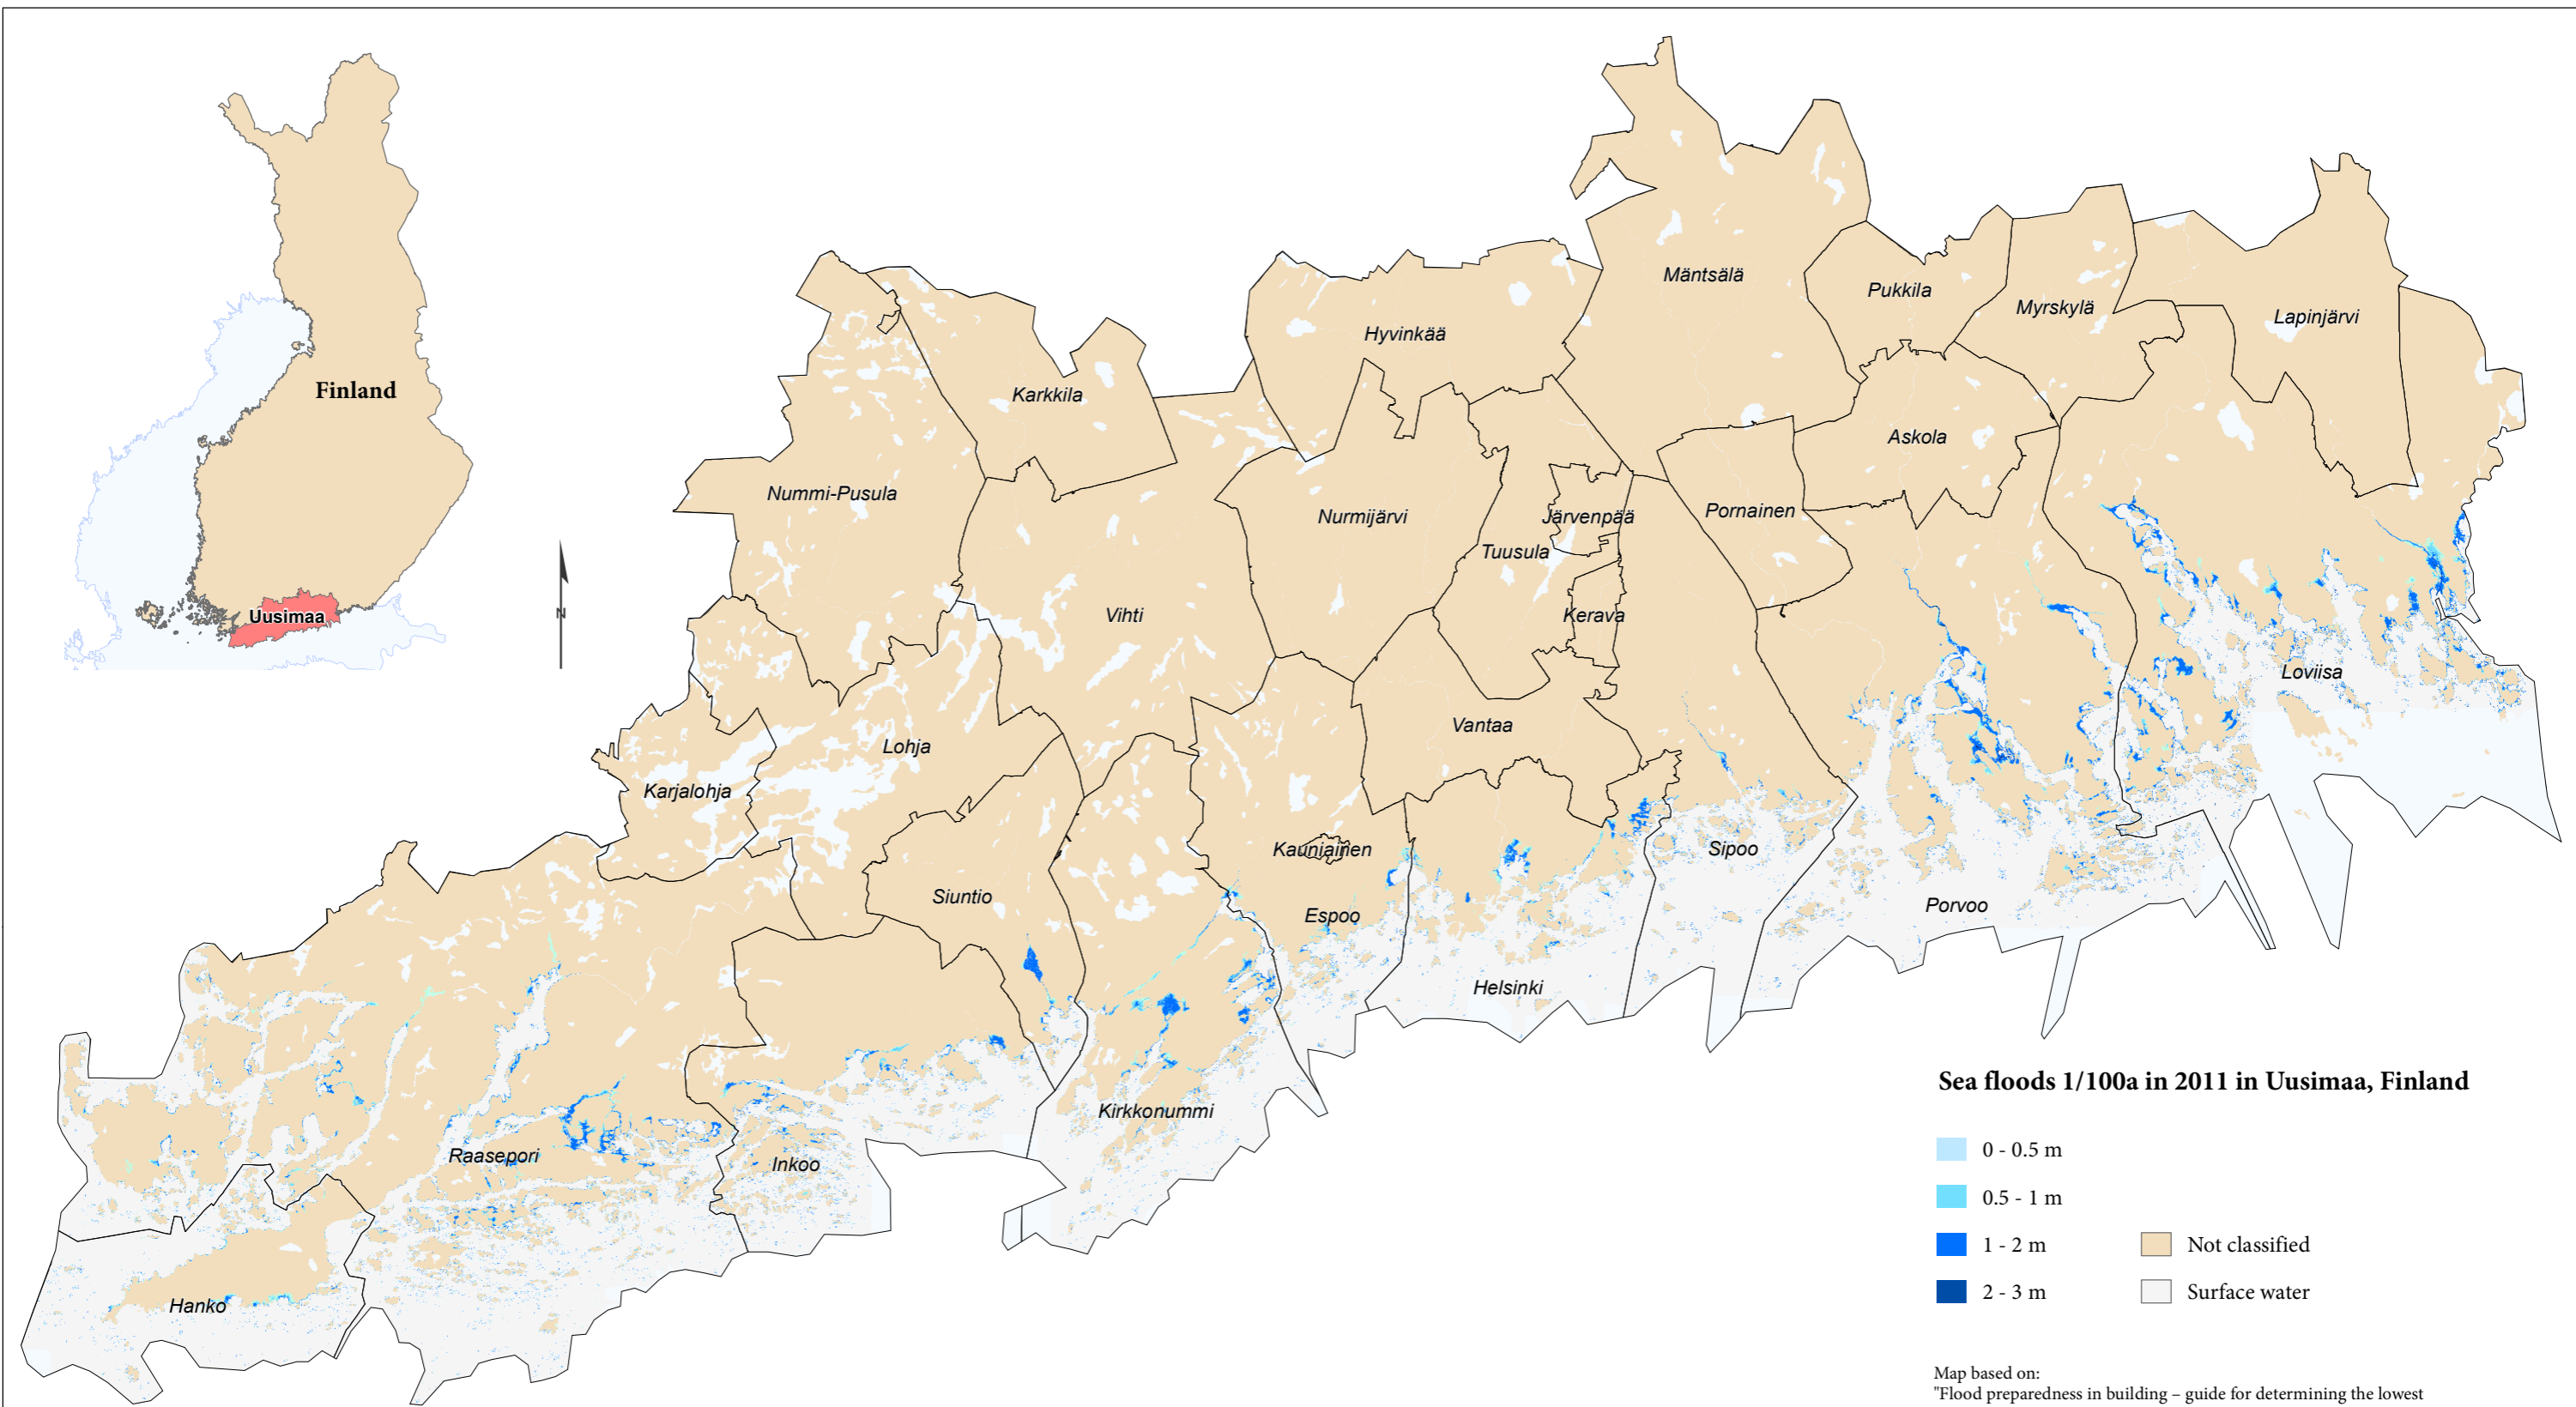 Finland
Uusimaa
N
Mäntsälä
Pukkila
Myrskylä
Lapinjärvi
Hyvinkää
Karkkila
Askola
Nummi-Pusula
Nurmijärvi
Järvenpää
Pornainen
Tuusula
Vihti
Kerava
Loviisa
Vantaa
Lohja
Karjalohja
Kauniainen
Sipoo
Siuntio
Espoo
Porvoo
Helsinki
Kirkkonummi
Raasepori
Inkoo
Hanko
Sea floods 1/100a in 2011 in Uusimaa, Finland
0 - 0.5 m
0.5 - 1 m
1 - 2 m
Not classified
2 - 3 m
Surface water
Map based on:
"Flood preparedness in building – guide for determining the lowest